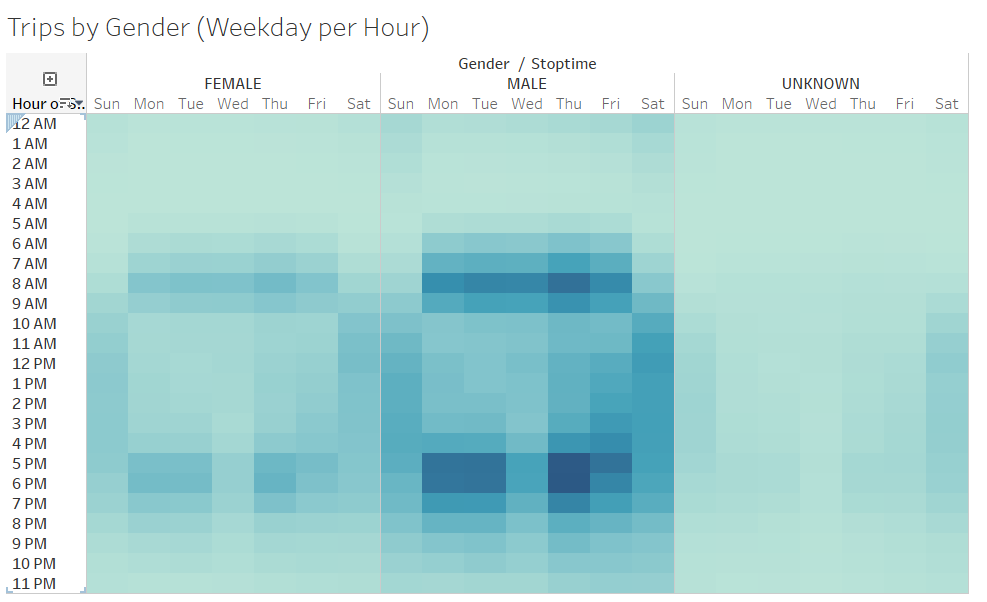 Trips by Gender (Weekday per Hour)
Gender / Stoptime
FEMALE MALE UNKNOWN
Hour o.. Sun Mon Tue Wed Thu Fri Sat Sun Mon Tue Wed Thu Fri Sat Sun Mon Tue Wed Thu Fri Sat
12 AM
1 AM
2 AM
3 AM
4 AM
5 AM
6 AM
7 AM
8 AM
9 AM
10 AM
11 AM
12 PM
1 PM
2 PM
3 PM
4 PM
5 PM
6 PM
7 PM
8 PM
9 PM
10 PM
11 PM